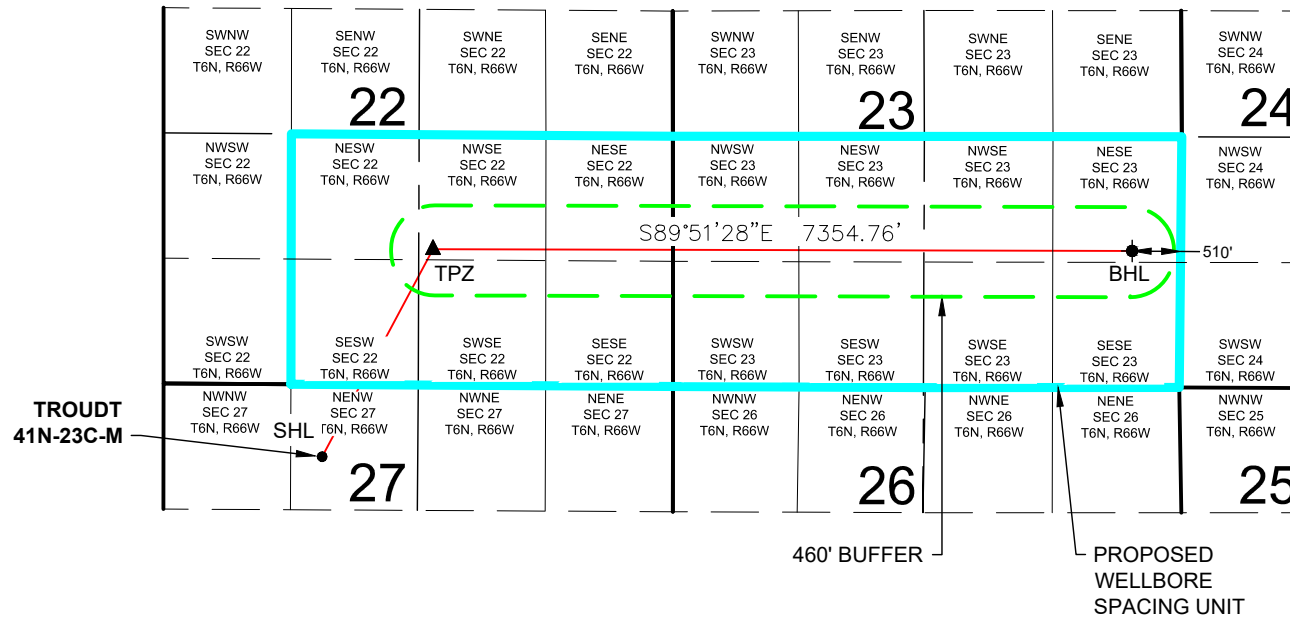 SWNW
SEC 22
T6N, R66W
SENW
SEC 22
T6N, R66W
SWNE
SEC 22
T6N, R66W
SENE
SEC 22
T6N, R66W
SWNW
SEC 23
T6N, R66W
SENW
SEC 23
T6N, R66W
SWNE
SEC 23
T6N, R66W
SENE
SEC 23
T6N, R66W
SWNW
SEC 24
T6N, R66W
22
23
24
NWSW
SEC 22
T6N, R66W
NESW
SEC 22
T6N, R66W
NWSE
SEC 22
T6N, R66W
NESE
SEC 22
T6N, R66W
NWSW
SEC 23
T6N, R66W
NESW
SEC 23
T6N, R66W
NWSE
SEC 23
T6N, R66W
NESE
SEC 23
T6N, R66W
NWSW
SEC 24
T6N, R66W
S89°51'28"E 7354.76'
510'
TPZ
BHL
SWSW
SEC 22
T6N, R66W
SESW
SEC 22
T6N, R66W
SWSE
SEC 22
T6N, R66W
SESE
SEC 22
T6N, R66W
SWSW
SEC 23
T6N, R66W
SESW
SEC 23
T6N, R66W
SWSE
SEC 23
T6N, R66W
SESE
SEC 23
T6N, R66W
SWSW
SEC 24
T6N, R66W
NWNW
SEC 27
T6N, R66W
NENW
SEC 27
T6N, R66W
NWNE
SEC 27
T6N, R66W
NENE
SEC 27
T6N, R66W
NWNW
SEC 26
T6N, R66W
NENW
SEC 26
T6N, R66W
NWNE
SEC 26
T6N, R66W
NENE
SEC 26
T6N, R66W
NWNW
SEC 25
T6N, R66W
TROUDT
41N-23C-M
SHL
27
26
25
460' BUFFER
PROPOSED
WELLBORE
SPACING UNIT